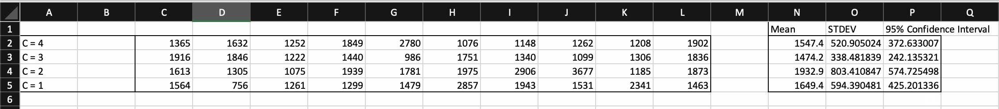 A B C D E F G H I J K L M N O P Q
1 Mean STDEV 95% Confidence Interval
2 C = 4 1365 1632 1252 1849 2780 1076 1148 1262 1208 1902 1547.4 520.905024 372.633007
3 C = 3 1916 1846 1222 1440 986 1751 1340 1099 1306 1836 1474.2 338.481839 242.135321
4 C = 2 1613 1305 1075 1939 1781 1975 2906 3677 1185 1873 1932.9 803.410847 574.725498
5 C = 1 1564 756 1261 1299 1479 2857 1943 1531 2341 1463 1649.4 594.390481 425.201336
6